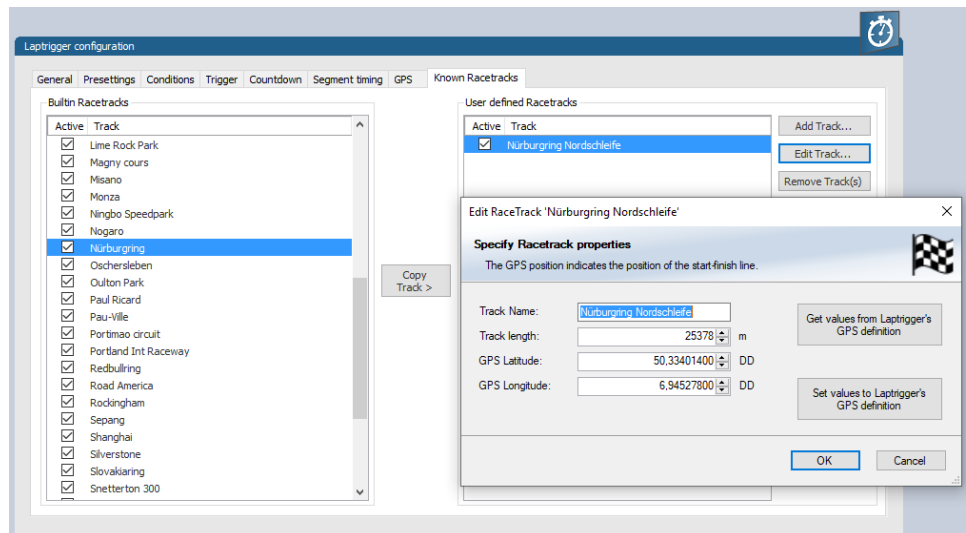 Laptrigger configuration
General Presettings Conditions Trigger Countdown Segment timing GPS Known Racetracks
Builtin Racetracks
Active Track
Lime Rock Park
Magny cours
Misano
Monza
Ningbo Speedpark
Nogaro
Nürburgring
Oschersleben
Oulton Park
Paul Ricard
Pau-Ville
Portimao circuit
Portland Int Raceway
Redbullring
Road America
Rockingham
Sepang
Shanghai
Silverstone
Slovakiaring
Snetterton 300
Copy
Track >
User defined Racetracks
Active Track
Nürburgring Nordschleife
Add Track...
Edit Track...
Remove Track(s)
Edit RaceTrack 'Nürburgring Nordschleife'
Specify Racetrack properties
The GPS position indicates the position of the start-finish line.
Track Name: Nürburgring Nordschleife
Track length: 25378 m
GPS Latitude: 50,33401400 DD
GPS Longitude: 6,94527800 DD
Get values from Laptrigger's
GPS definition
Set values to Laptrigger's
GPS definition
OK Cancel